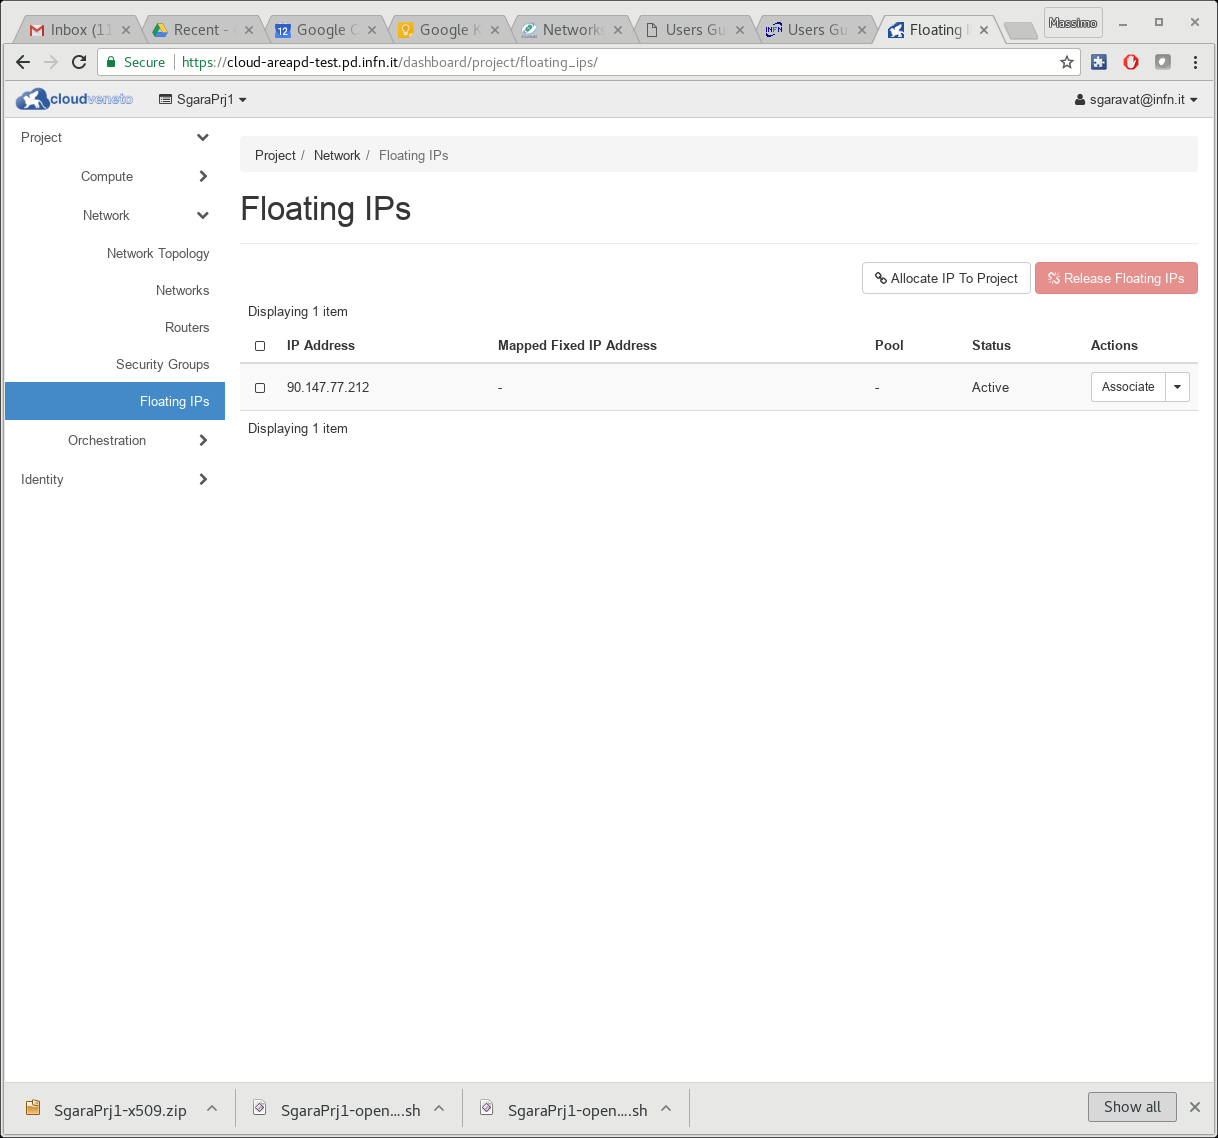 Inbox (11
Recent -
Google C
Google K
Networks
Users Gu
Users Gu
Floating
Massimo
Secure
https://cloud-areapd-test.pd.infn.it/dashboard/project/floating_ips/
cloudveneto
SgaraPrj1
sgaravat@infn.it
Project
Compute
Network
Network Topology
Networks
Routers
Security Groups
Floating IPs
Orchestration
Identity
Project / Network / Floating IPs
Floating IPs
Allocate IP To Project
Release Floating IPs
Displaying 1 item
IP Address Mapped Fixed IP Address Pool Status Actions
90.147.77.212 - - Active Associate
Displaying 1 item
SgaraPrj1-x509.zip
SgaraPrj1-open....sh
SgaraPrj1-open....sh
Show all